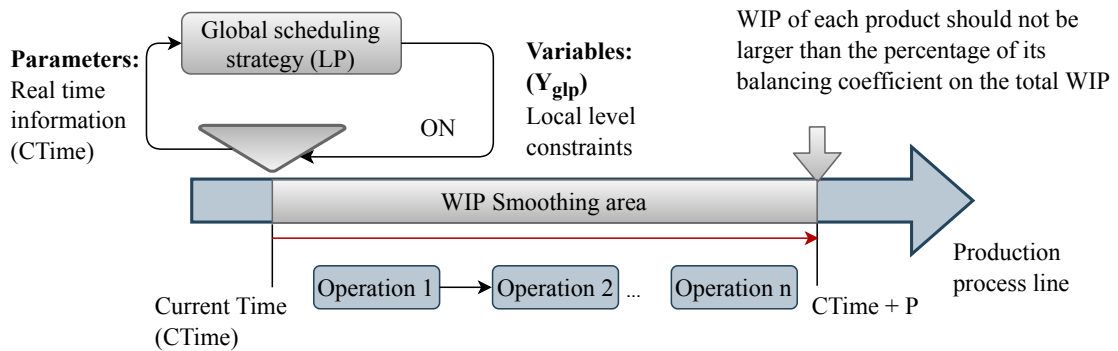 Parameters:
Real time
information
(CTime)
Global scheduling
strategy (LP)
ON
Variables:
(Yglp)
Local level
constraints
WIP of each product should not be
larger than the percentage of its
balancing coefficient on the total WIP
WIP Smoothing area
Operation 1
Operation 2
...
Operation n
Current Time
(CTime)
CTime + P
Production
process line